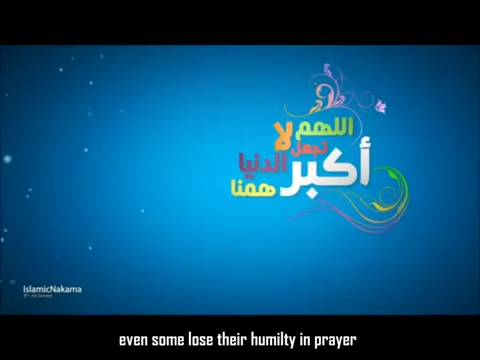 اللهم
لا تجعل
الدنيا أكبر
همنا
IslamicNakama
even some lose their humilty in prayer